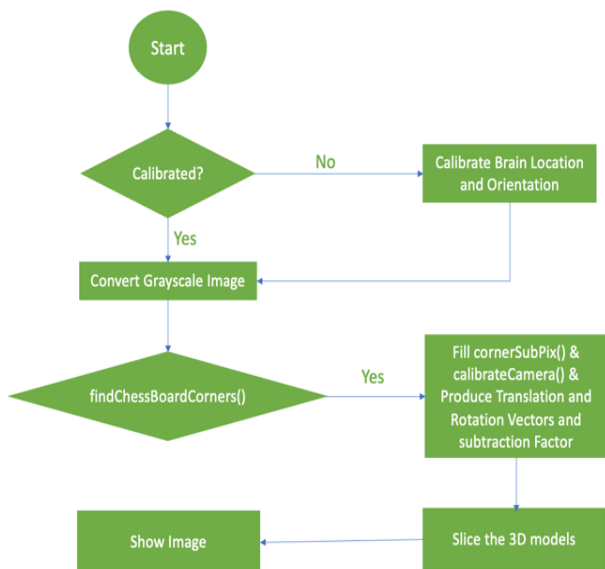 Start
Calibrated?
No
Calibrate Brain Location
and Orientation
Yes
Convert Grayscale Image
findChessBoardCorners()
Yes
Fill cornerSubPix() &
calibrateCamera() &
Produce Translation and
Rotation Vectors and
subtraction Factor
Show Image
Slice the 3D models